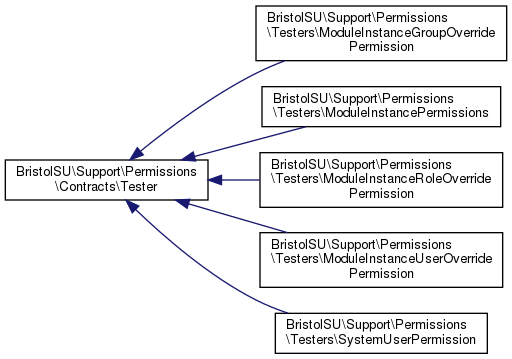 BristolSU\Support\Permissions
\Testers\ModuleInstanceGroupOverride
Permission
BristolSU\Support\Permissions
\Testers\ModuleInstancePermissions
BristolSU\Support\Permissions
\Contracts\Tester
BristolSU\Support\Permissions
\Testers\ModuleInstanceRoleOverride
Permission
BristolSU\Support\Permissions
\Testers\ModuleInstanceUserOverride
Permission
BristolSU\Support\Permissions
\Testers\SystemUserPermission